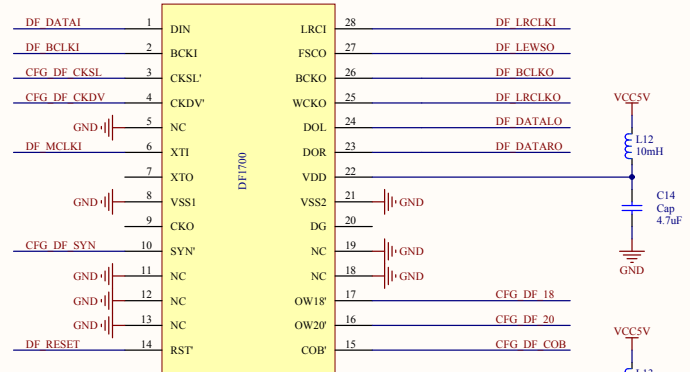 DF_DATAI 1 DIN LRCI 28 DF_LRCLKI
DF_BCLKI 2 BCKI FSCO 27 DF_LEWSO
CFG_DF_CKSL 3 CKSL' BCKO 26 DF_BCLKO
CFG_DF_CKDV 4 CKDV' WCKO 25 DF_LRCLKO VCC5V
GND 5 NC DOL 24 DF_DATALO
DF_MCLKI 6 XTI DOR 23 DF_DATARO
L12
10mH
DF1700
7 XTO VDD 22
GND 8 VSS1 VSS2 21 GND
C14
Cap
4.7uF
9 CKO DG 20
CFG_DF_SYN 10 SYN' NC 19 GND
GND
GND 11 NC NC 18 GND
GND 12 NC OW18' 17 CFG_DF_18
GND 13 NC OW20' 16 CFG_DF_20
VCC5V
DF_RESET 14 RST' COB' 15 CFG_DF_COB